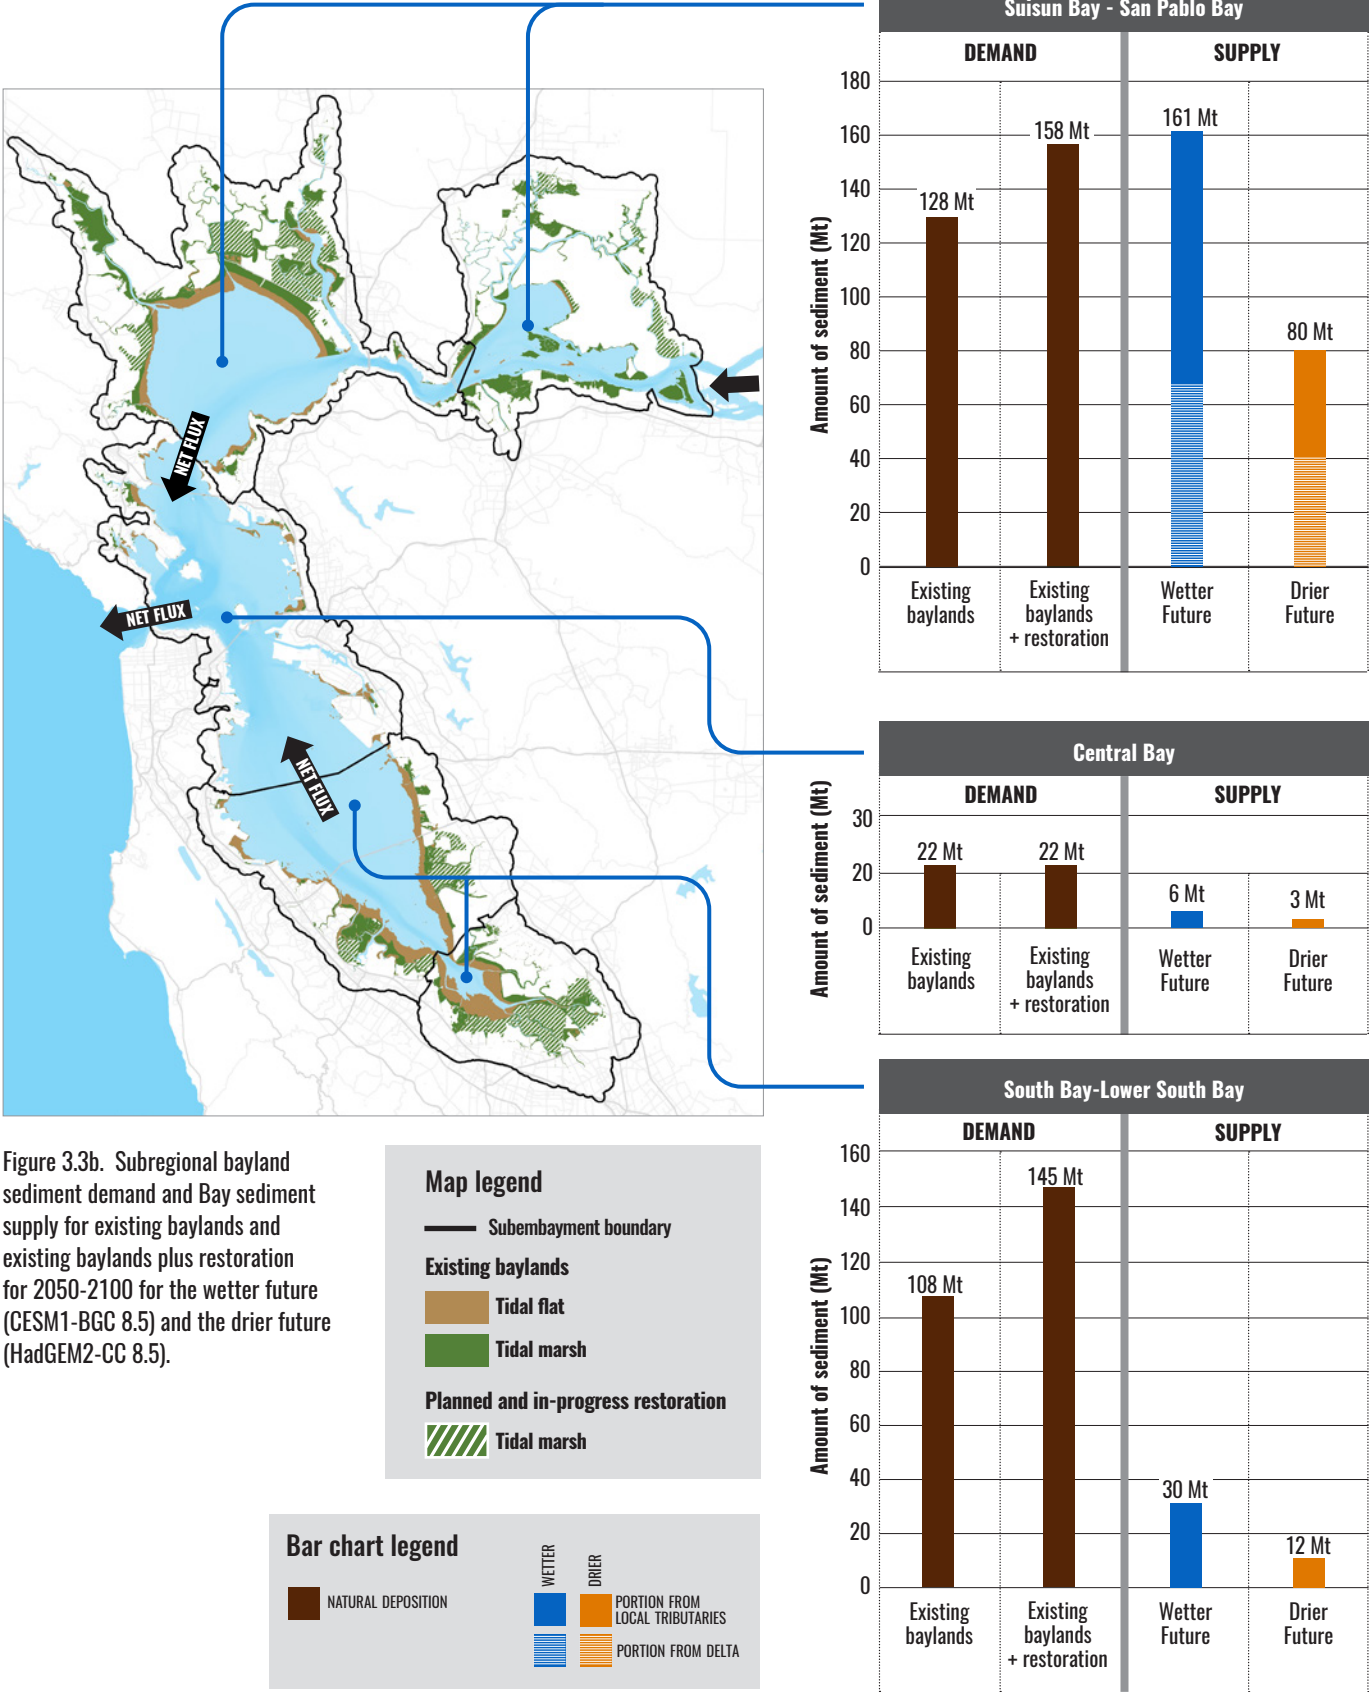 Suisun Bay - San Pablo Bay
DEMAND
SUPPLY
180
160
140
120
100
80
60
40
20
0
Amount of sediment (Mt)
128 Mt
158 Mt
161 Mt
80 Mt
Existing
baylands
Existing
baylands
+ restoration
Wetter
Future
Drier
Future
NET FLUX
NET FLUX
NET FLUX
Central Bay
DEMAND
SUPPLY
30
20
0
Amount of sediment (Mt)
22 Mt
22 Mt
6 Mt
3 Mt
Existing
baylands
Existing
baylands
+ restoration
Wetter
Future
Drier
Future
South Bay-Lower South Bay
DEMAND
SUPPLY
160
140
120
100
80
60
40
20
0
Amount of sediment (Mt)
108 Mt
145 Mt
30 Mt
12 Mt
Existing
baylands
Existing
baylands
+ restoration
Wetter
Future
Drier
Future
Figure 3.3b. Subregional bayland
sediment demand and Bay sediment
supply for existing baylands and
existing baylands plus restoration
for 2050-2100 for the wetter future
(CESM1-BGC 8.5) and the drier future
(HadGEM2-CC 8.5).
Map legend
Subembayment boundary
Existing baylands
Tidal flat
Tidal marsh
Planned and in-progress restoration
Tidal marsh
Bar chart legend
NATURAL DEPOSITION
WETTER
DRIER
PORTION FROM
LOCAL TRIBUTARIES
PORTION FROM DELTA